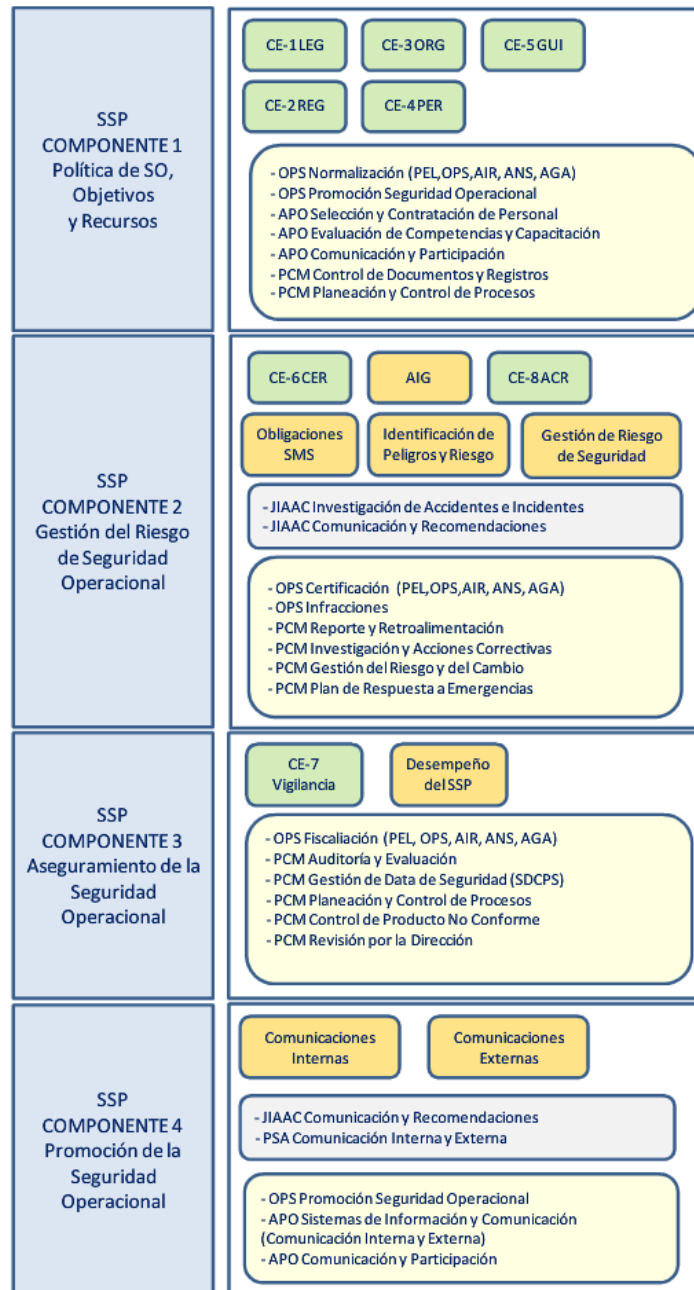 SSP
COMPONENTE 1
Política de SO,
Objetivos
y Recursos
CE-1 LEG
CE-3 ORG
CE-5 GUI
CE-2 REG
CE-4 PER
- OPS Normalización (PEL,OPS,AIR, ANS, AGA)
- OPS Promoción Seguridad Operacional
- APO Selección y Contratación de Personal
- APO Evaluación de Competencias y Capacitación
- APO Comunicación y Participación
- PCM Control de Documentos y Registros
- PCM Planeación y Control de Procesos
SSP
COMPONENTE 2
Gestión del Riesgo
de Seguridad
Operacional
CE-6 CER
AIG
CE-8 ACR
Obligaciones
SMS
Identificación de
Peligros y Riesgo
Gestión de Riesgo
de Seguridad
- JIAAC Investigación de Accidentes e Incidentes
- JIAAC Comunicación y Recomendaciones
- OPS Certificación (PEL,OPS,AIR, ANS, AGA)
- OPS Infracciones
- PCM Reporte y Retroalimentación
- PCM Investigación y Acciones Correctivas
- PCM Gestión del Riesgo y del Cambio
- PCM Plan de Respuesta a Emergencias
SSP
COMPONENTE 3
Aseguramiento de la
Seguridad
Operacional
CE-7
Vigilancia
Desempeño
del SSP
- OPS Fiscaliación (PEL, OPS, AIR, ANS, AGA)
- PCM Auditoría y Evaluación
- PCM Gestión de Data de Seguridad (SDCPS)
- PCM Planeación y Control de Procesos
- PCM Control de Producto No Conforme
- PCM Revisión por la Dirección
SSP
COMPONENTE 4
Promoción de la
Seguridad
Operacional
Comunicaciones
Internas
Comunicaciones
Externas
- JIAAC Comunicación y Recomendaciones
- PSA Comunicación Interna y Externa
- OPS Promoción Seguridad Operacional
- APO Sistemas de Información y Comunicación
(Comunicación Interna y Externa)
- APO Comunicación y Participación